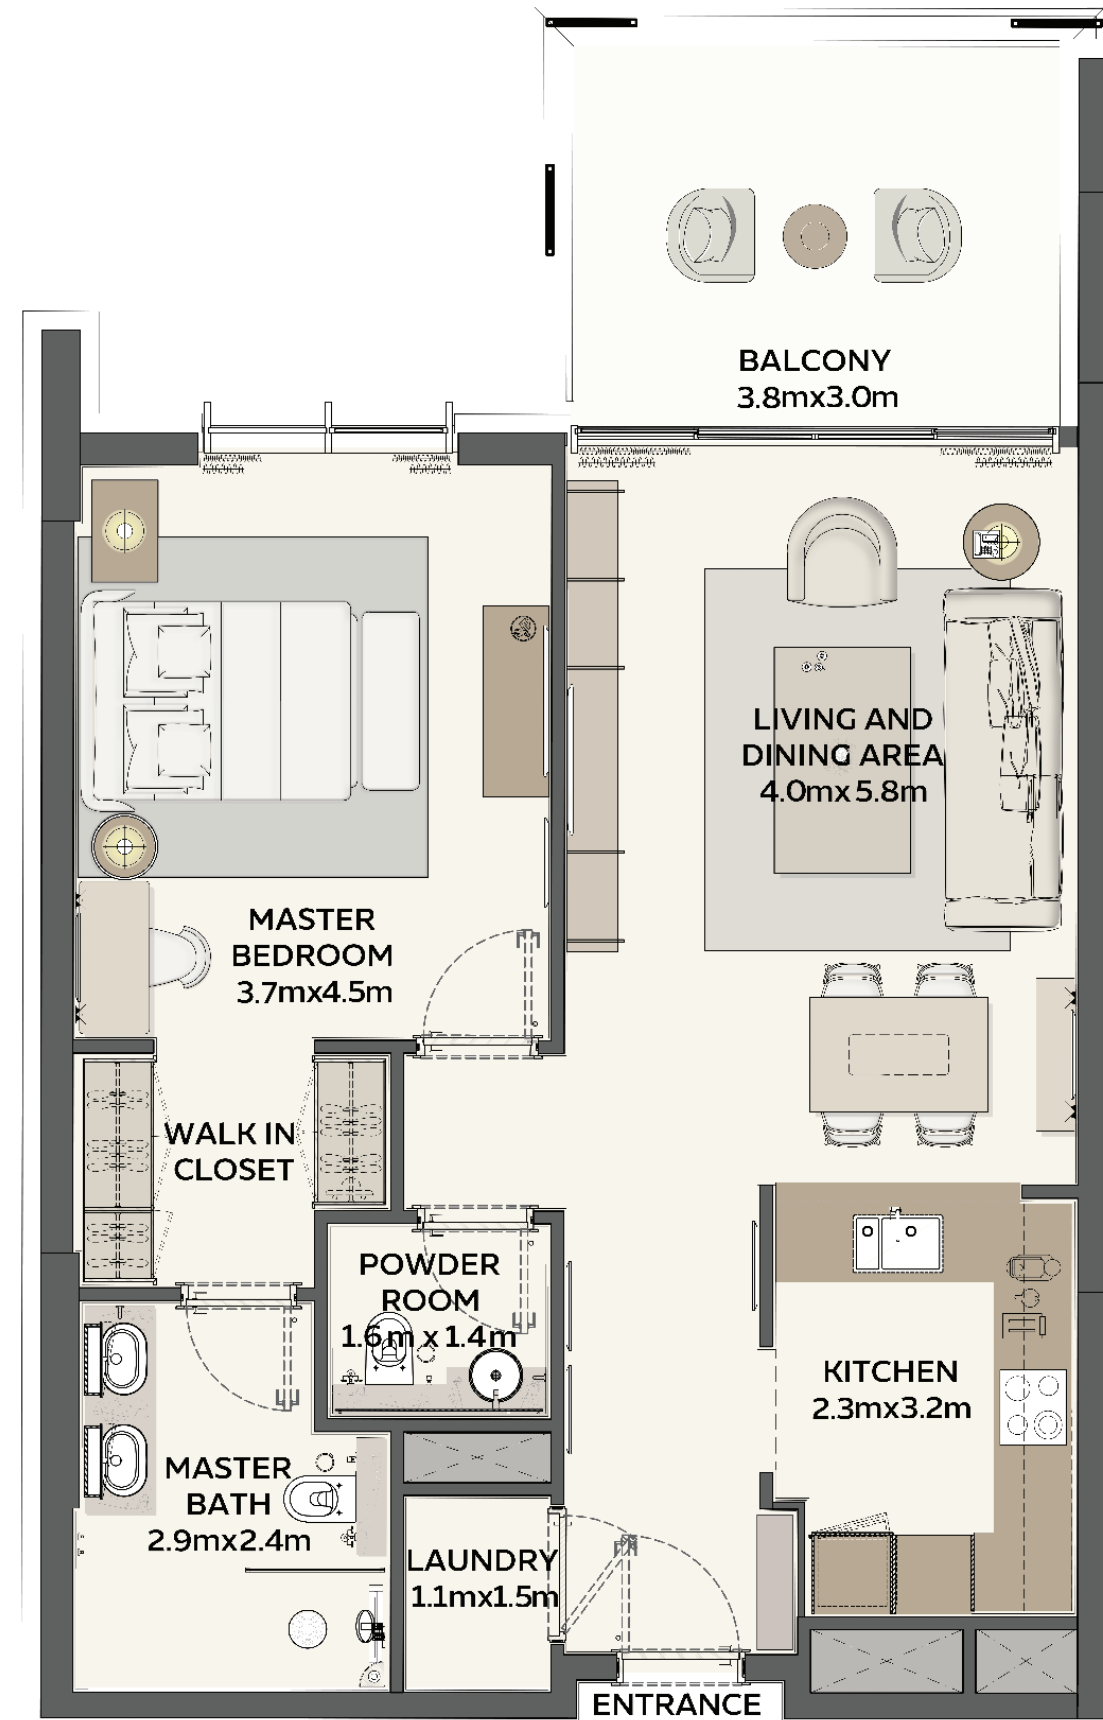 BALCONY
3.8mx3.0m
LIVING AND
DINING AREA
4.0mx5.8m
MASTER
BEDROOM
3.7mx4.5m
WALK IN
CLOSET
POWDER
ROOM
1.6m x 1.4m
KITCHEN
2.3mx3.2m
MASTER
BATH
2.9mx2.4m
LAUNDRY
1.1mx1.5m
ENTRANCE